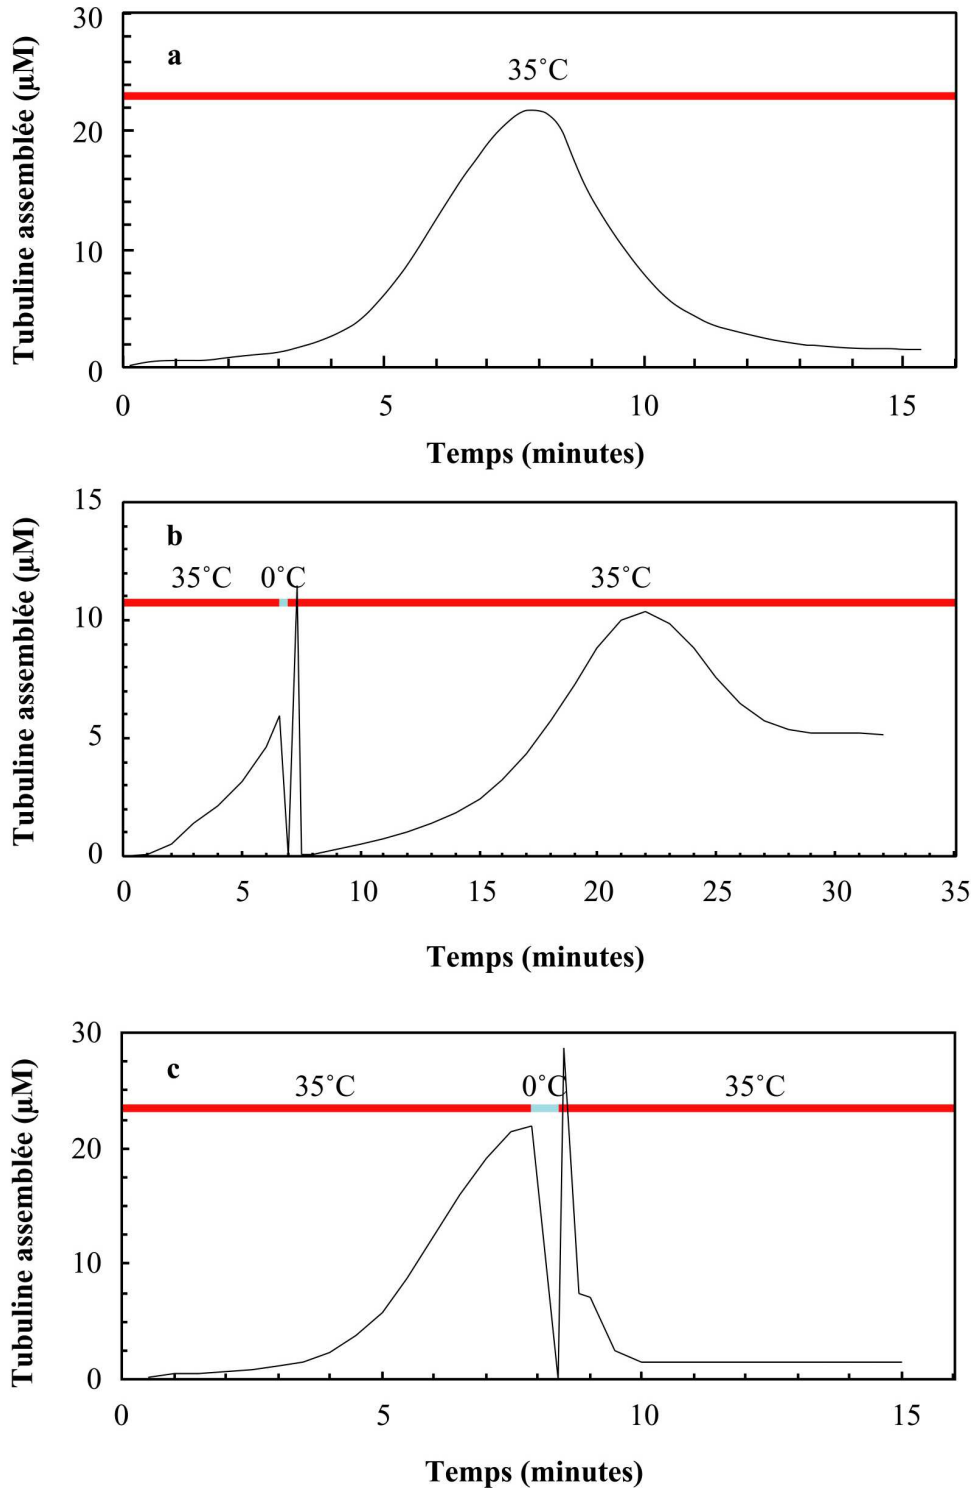 30
a
35˚C
20
10
0
0 5 10 15
Tubuline assemblée (µM)
Temps (minutes)
15
b
35˚C 0˚C 35˚C
10
5
0
0 5 10 15 20 25 30 35
Tubuline assemblée (µM)
Temps (minutes)
30
c
35˚C 0˚C 35˚C
20
10
0
0 5 10 15
Tubuline assemblée (µM)
Temps (minutes)